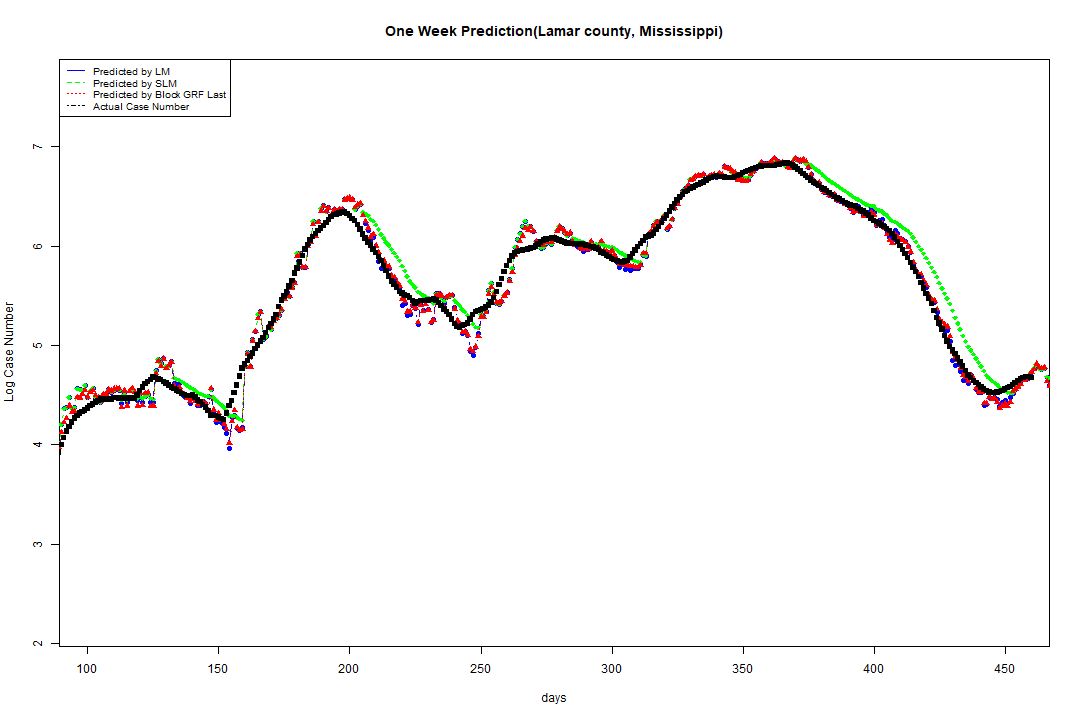 One Week Prediction(Lamar county, Mississippi)
Predicted by LM
Predicted by SLM
Predicted by Block GRF Last
Actual Case Number
7
6
5
4
3
2
Log Case Number
100 150 200 250 300 350 400 450
days